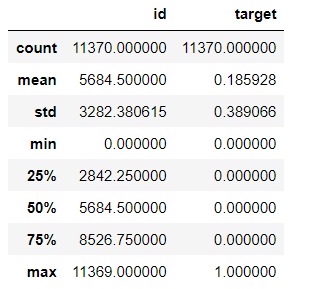 id target
count 11370.000000 11370.000000
mean 5684.500000 0.185928
std 3282.380615 0.389066
min 0.000000 0.000000
25% 2842.250000 0.000000
50% 5684.500000 0.000000
75% 8526.750000 0.000000
max 11369.000000 1.000000